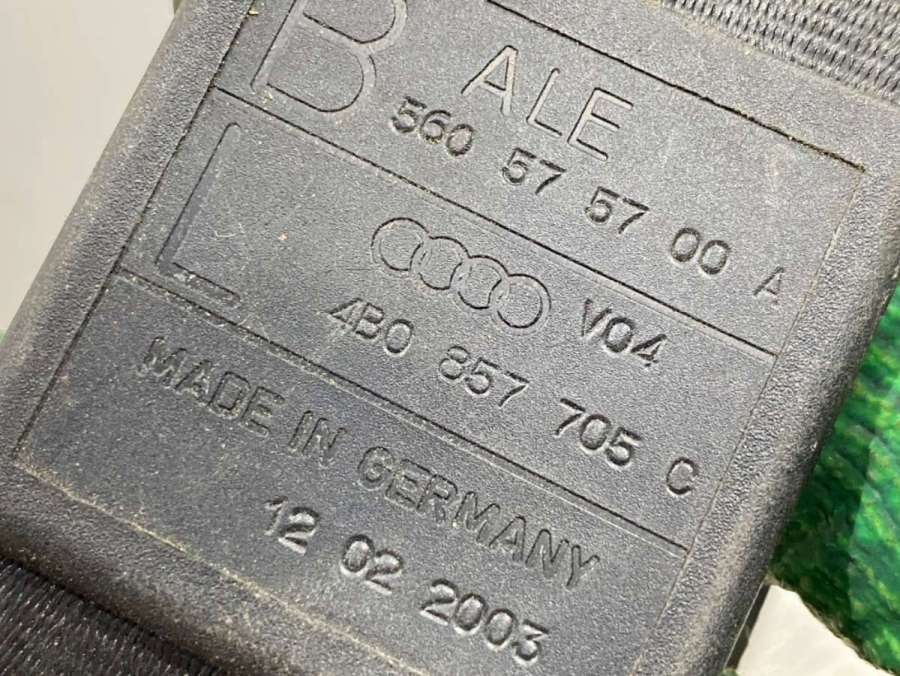 B ALE
560 57 57 00 A
L V04
4B0 857 705 C
MADE IN GERMANY
12 02 2003